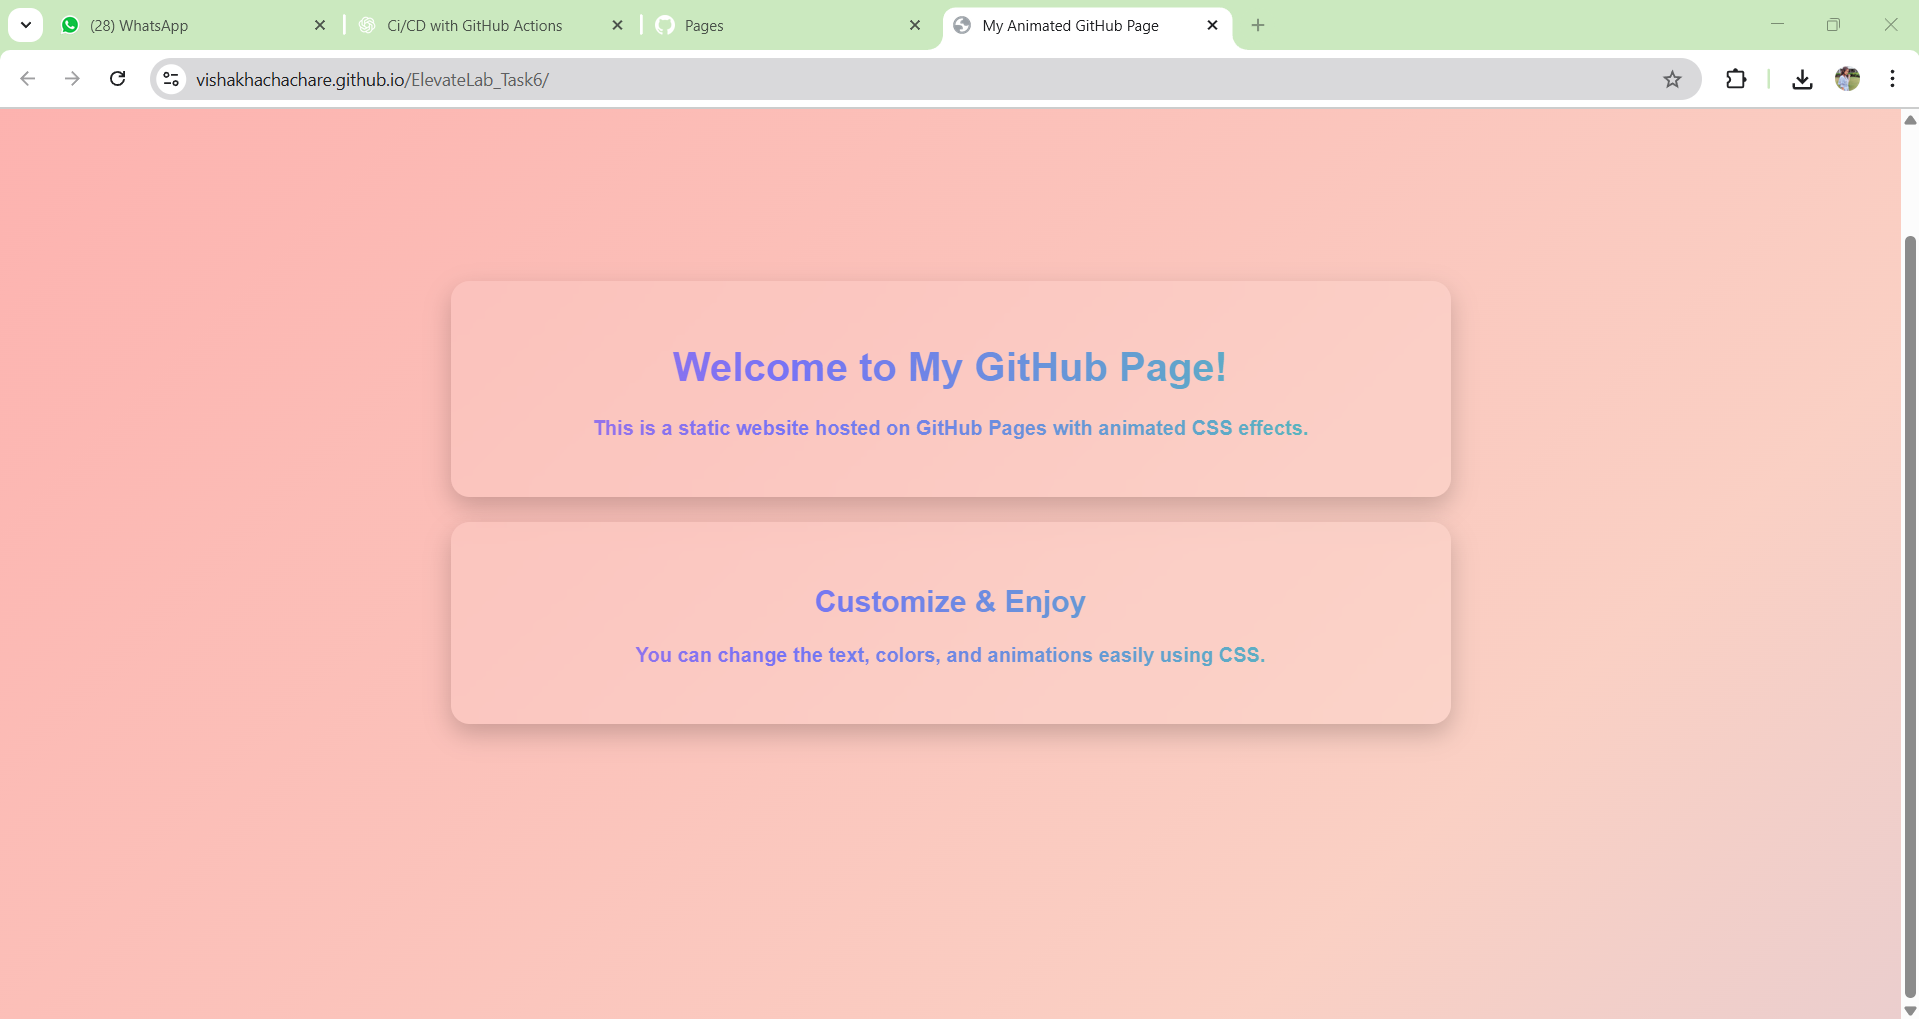 (28) WhatsApp
Ci/CD with GitHub Actions
Pages
My Animated GitHub Page
vishakhachachare.github.io/ElevateLab_Task6/
Welcome to My GitHub Page!
This is a static website hosted on GitHub Pages with animated CSS effects.
Customize & Enjoy
You can change the text, colors, and animations easily using CSS.